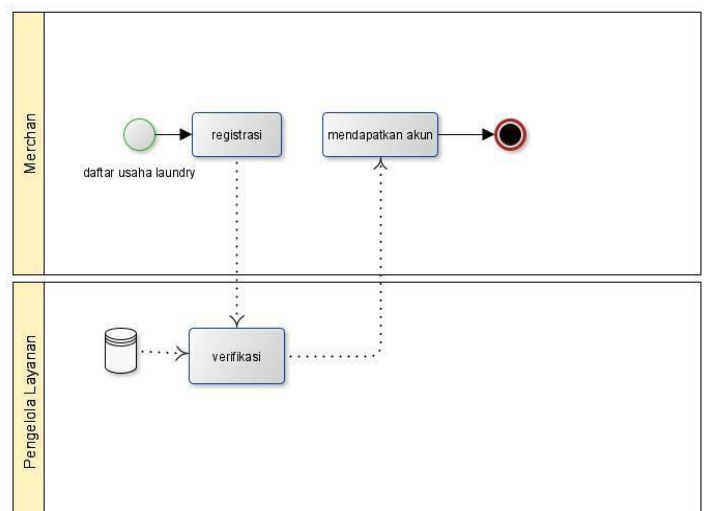 Merchan
registrasi
mendapatkan akun
daftar usaha laundry
Pengelola Layanan
verifikasi